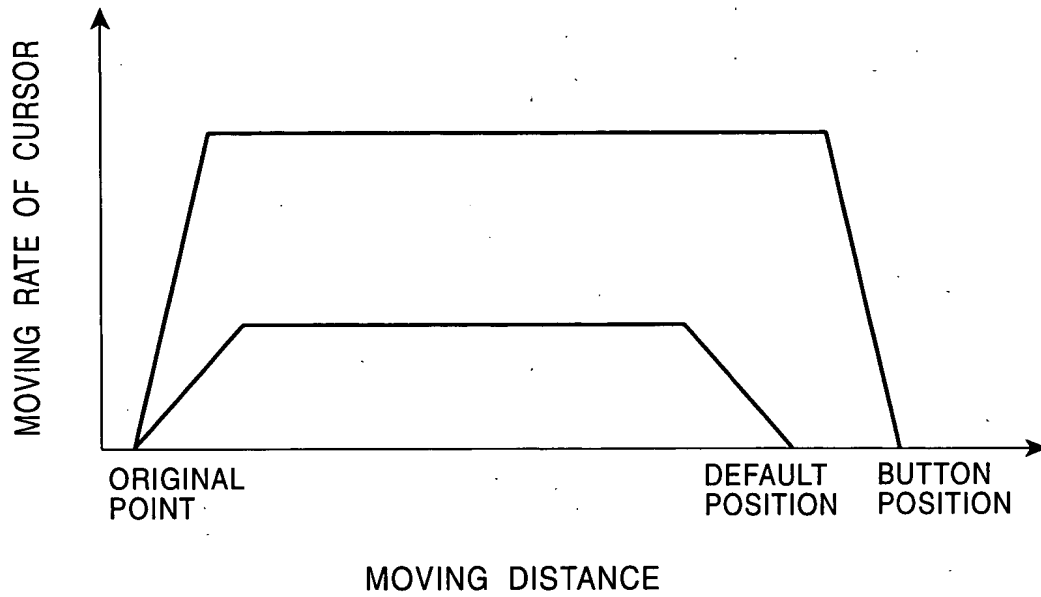 MOVING RATE OF CURSOR
ORIGINAL
POINT
DEFAULT
POSITION
BUTTON
POSITION
MOVING DISTANCE